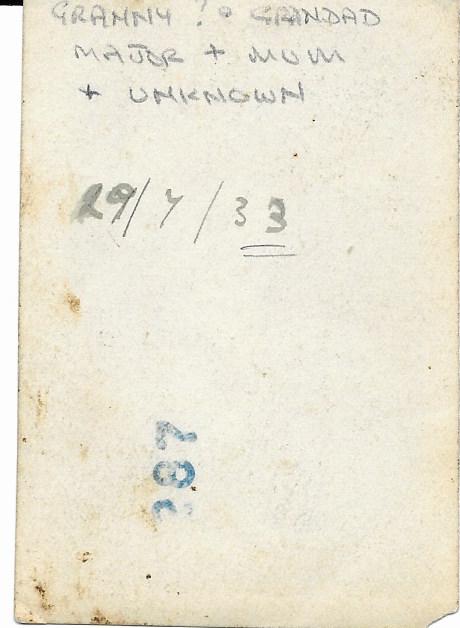 GRANNY ? & GRANDAD
MAJOR + MUM
+ UNKNOWN
29/7/33
387